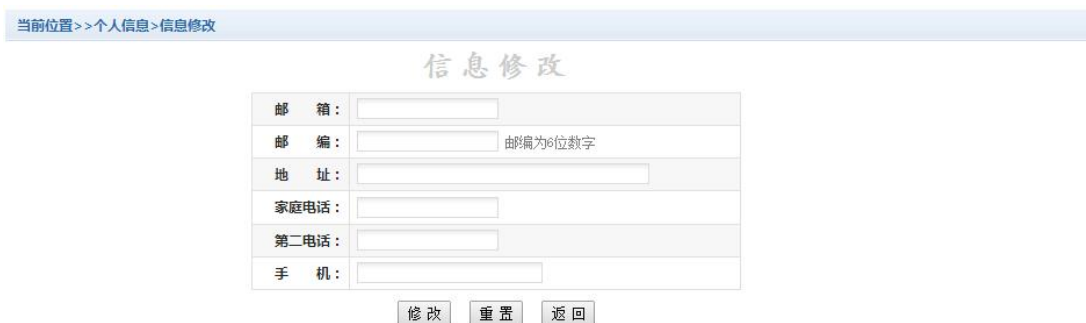 当前位置>>个人信息>信息修改
信息修改
邮 箱：
邮 编： 由阝编为6位数字
地 址：
家庭电话：
第二电话：
手 机：
修改 重置 返回